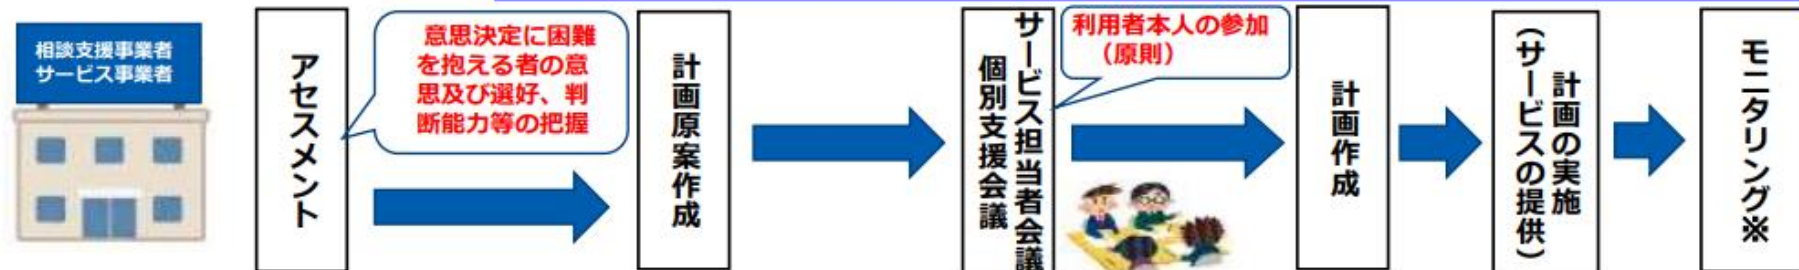 相談支援事業者
サービス事業者
アセスメント
意思決定に困難
を抱える者の意
思及び選好、判
断能力等の把握
計画原案作成
サービス担当者会議
個別支援会議
利用者本人の参加
（原則）
計画作成
計画の実施
（サービスの提供）
モニタリング※